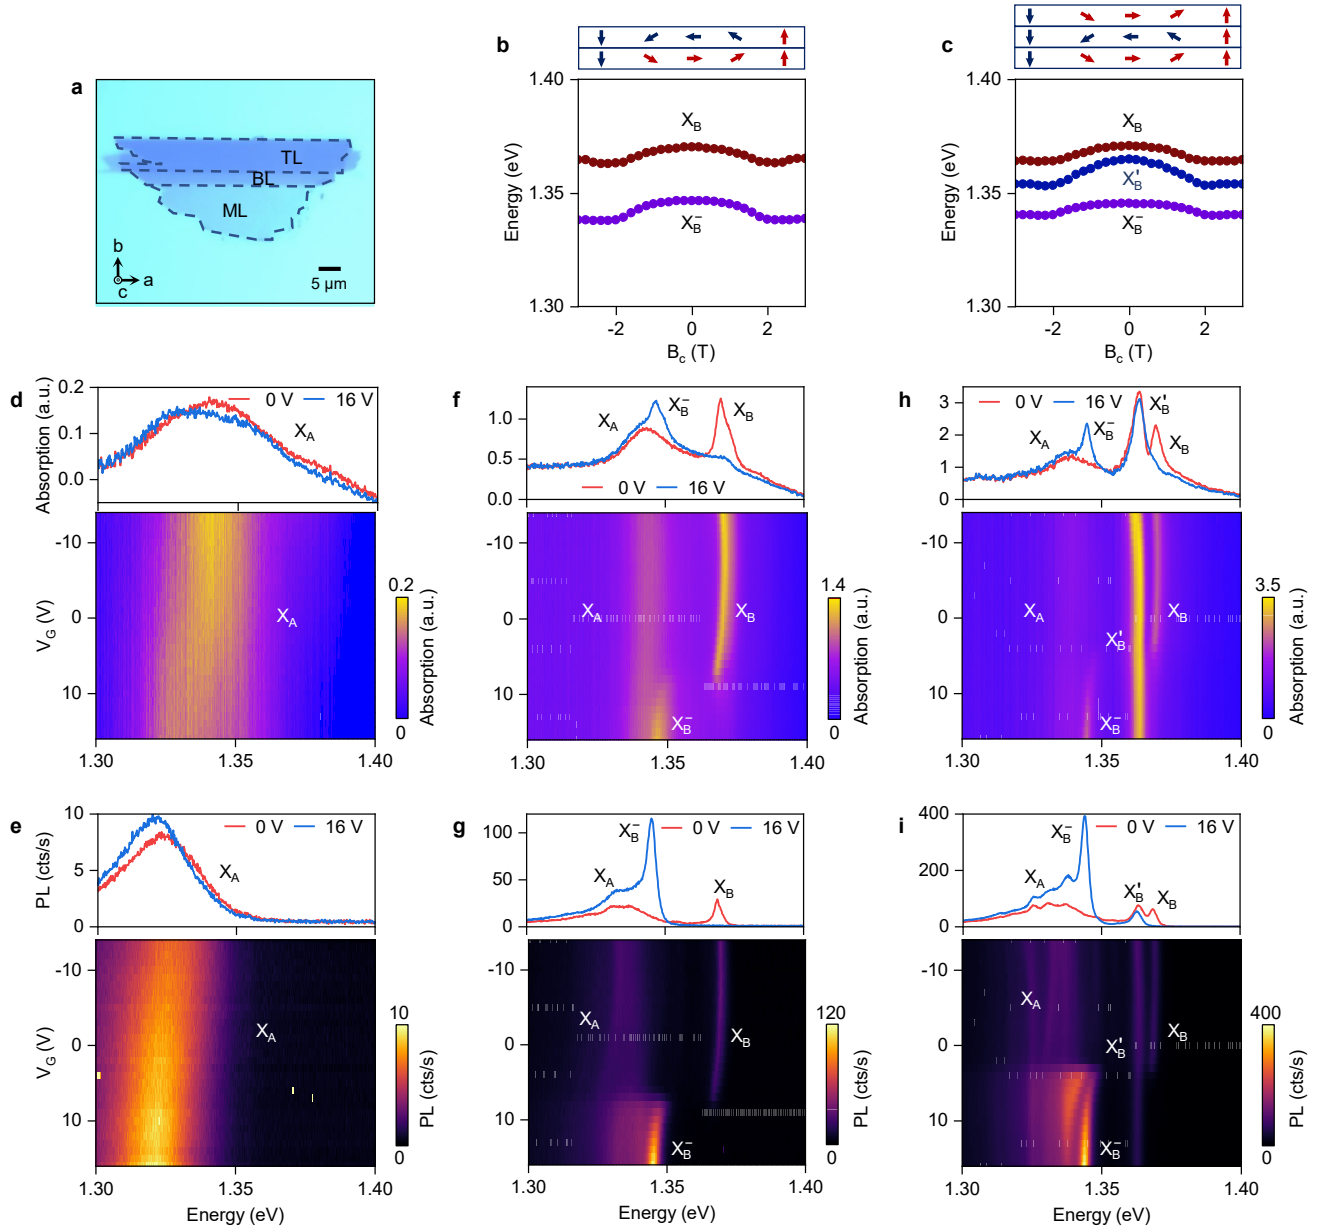 a
TL
BL
ML
b
a
c
5 µm
b
1.40
1.35
1.30
Energy (eV)
X_B
X_B^-
-2
0
2
B_c (T)
c
1.40
1.35
1.30
Energy (eV)
X_B
X_B'
X_B^-
-2
0
2
B_c (T)
d
0.2
0.1
0.0
Absorption (a.u.)
0 V
16 V
X_A
-10
0
10
V_G (V)
X_A
0.2
0
Absorption (a.u.)
1.30
1.35
1.40
f
1.0
0.5
0.0
X_A
X_B^-
X_B
0 V
16 V
X_A
X_B
X_B^-
-10
0
10
1.4
0
Absorption (a.u.)
1.30
1.35
1.40
h
3
2
1
0
0 V
16 V
X_A
X_B^-
X_B'
X_B
-10
0
10
X_A
X_B'
X_B
X_B^-
3.5
0
Absorption (a.u.)
1.30
1.35
1.40
e
10
5
0
PL (cts/s)
0 V
16 V
X_A
-10
0
10
V_G (V)
X_A
10
0
PL (cts/s)
1.30
1.35
1.40
Energy (eV)
g
100
50
0
X_A
X_B^-
0 V
16 V
X_B
-10
0
10
X_A
X_B
X_B^-
120
0
PL (cts/s)
1.30
1.35
1.40
Energy (eV)
i
400
200
0
X_B^-
0 V
16 V
X_A
X_B'
X_B
-10
0
10
X_A
X_B'
X_B
X_B^-
400
0
PL (cts/s)
1.30
1.35
1.40
Energy (eV)